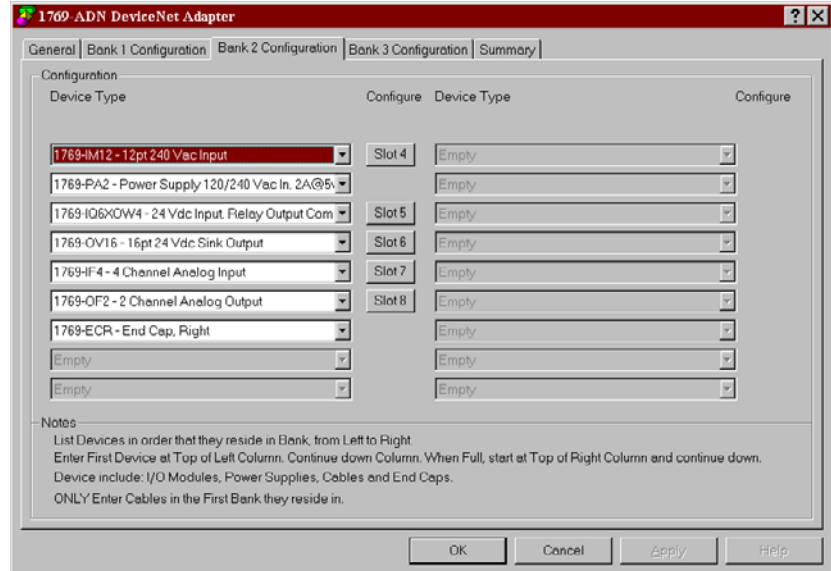 1769-ADN DeviceNet Adapter
General Bank 1 Configuration Bank 2 Configuration Bank 3 Configuration Summary
Configuration
Device Type Configure Device Type Configure
1769-IM12 - 12pt 240 Vac Input Slot 4 Empty
1769-PA2 - Power Supply 120/240 Vac In. 2A@5v Empty
1769-IQ6XOW4 - 24 Vdc Input. Relay Output Com Slot 5 Empty
1769-OV16 - 16pt 24 Vdc Sink Output Slot 6 Empty
1769-IF4 - 4 Channel Analog Input Slot 7 Empty
1769-OF2 - 2 Channel Analog Output Slot 8 Empty
1769-ECR - End Cap, Right Empty
Empty Empty
Empty Empty
Notes
List Devices in order that they reside in Bank, from Left to Right.
Enter First Device at Top of Left Column. Continue down Column. When Full, start at Top of Right Column and continue down.
Device include: I/O Modules, Power Supplies, Cables and End Caps.
ONLY Enter Cables in the First Bank they reside in.
OK Cancel Apply Help